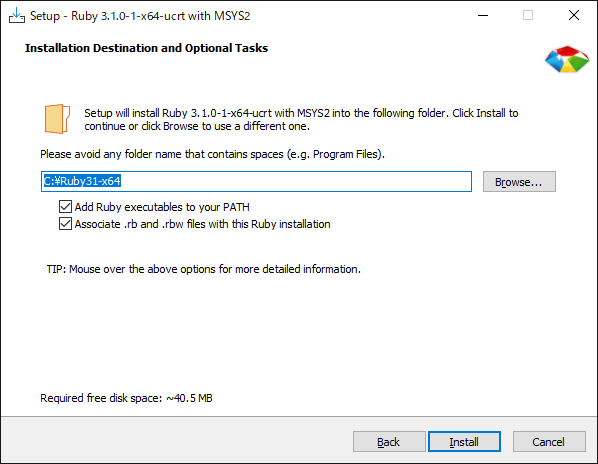 Setup - Ruby 3.1.0-1-x64-ucrt with MSYS2
Installation Destination and Optional Tasks
Setup will install Ruby 3.1.0-1-x64-ucrt with MSYS2 into the following folder. Click Install to
continue or click Browse to use a different one.
Please avoid any folder name that contains spaces (e.g. Program Files).
C:¥Ruby31-x64
Browse...
Add Ruby executables to your PATH
Associate .rb and .rbw files with this Ruby installation
TIP: Mouse over the above options for more detailed information.
Required free disk space: ~40.5 MB
Back
Install
Cancel